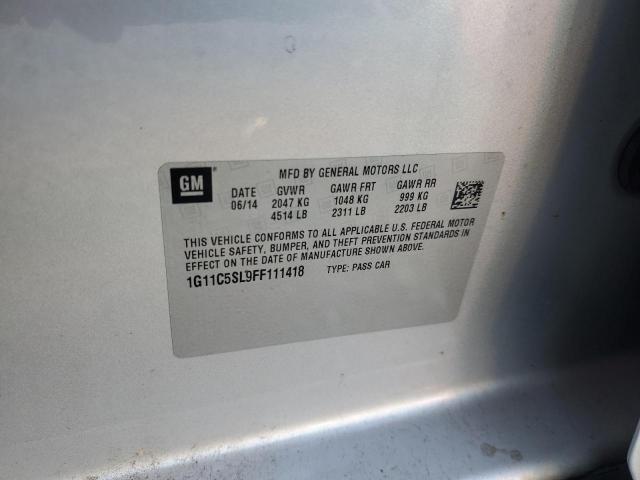 GM
MFD BY GENERAL MOTORS LLC
DATE GVWR GAWR FRT GAWR RR
06/14 2047 KG 1048 KG 999 KG
4514 LB 2311 LB 2203 LB
THIS VEHICLE CONFORMS TO ALL APPLICABLE U.S. FEDERAL MOTOR
VEHICLE SAFETY, BUMPER, AND THEFT PREVENTION STANDARDS IN
EFFECT ON THE DATE OF MANUFACTURE SHOWN ABOVE.
1G11C5SL9FF111418 TYPE: PASS CAR